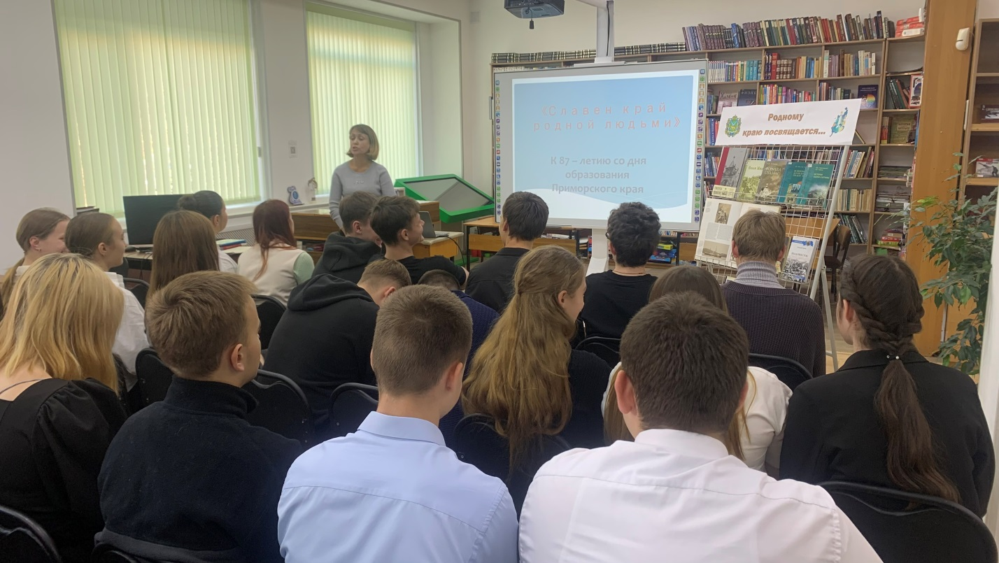 «Славен край
родной людьми»
К 87 – летию со дня
образования
Приморского края
Родному
краю посвящается...